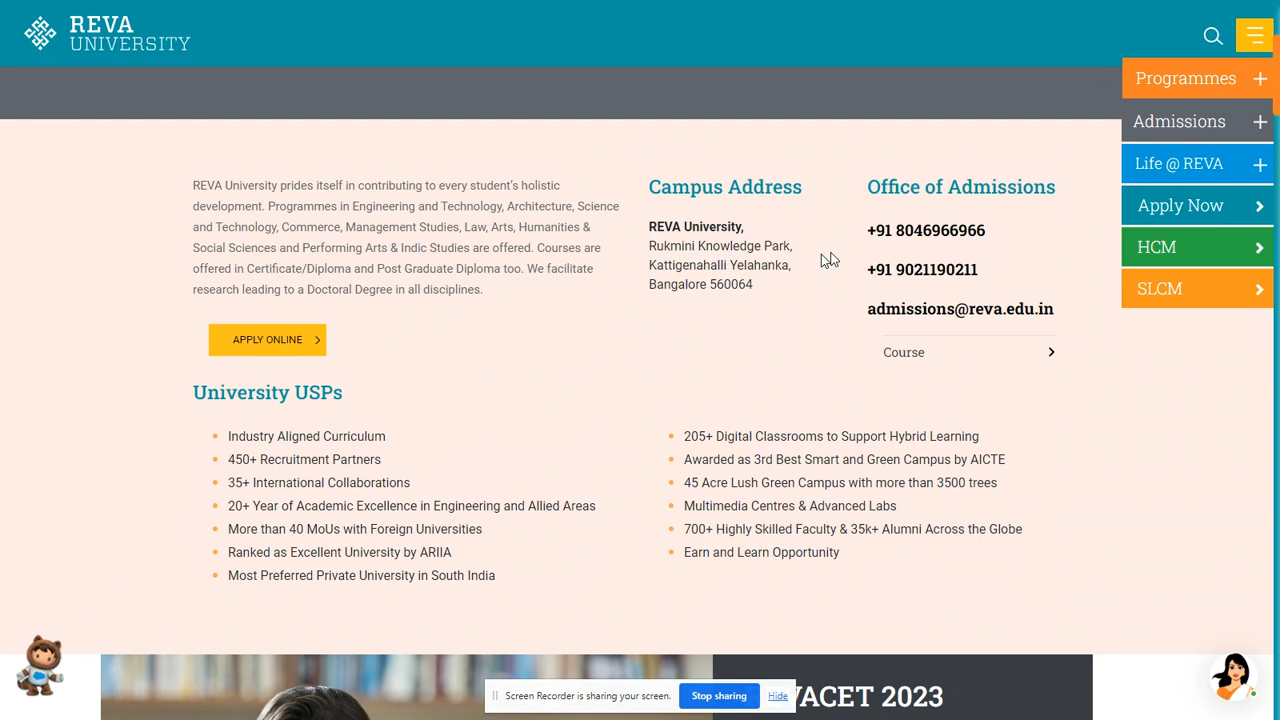 REVA
UNIVERSITY
Programmes
Admissions
Life @ REVA
Apply Now
HCM
SLCM
REVA University prides itself in contributing to every student's holistic
development. Programmes in Engineering and Technology, Architecture, Science
and Technology, Commerce, Management Studies, Law, Arts, Humanities &
Social Sciences and Performing Arts & Indic Studies are offered. Courses are
offered in Certificate/Diploma and Post Graduate Diploma too. We facilitate
research leading to a Doctoral Degree in all disciplines.
APPLY ONLINE
Campus Address
REVA University,
Rukmini Knowledge Park,
Kattigenahalli Yelahanka,
Bangalore 560064
Office of Admissions
+91 8046966966
+91 9021190211
admissions@reva.edu.in
Course
University USPs
Industry Aligned Curriculum
450+ Recruitment Partners
35+ International Collaborations
20+ Year of Academic Excellence in Engineering and Allied Areas
More than 40 MoUs with Foreign Universities
Ranked as Excellent University by ARIIA
Most Preferred Private University in South India
205+ Digital Classrooms to Support Hybrid Learning
Awarded as 3rd Best Smart and Green Campus by AICTE
45 Acre Lush Green Campus with more than 3500 trees
Multimedia Centres & Advanced Labs
700+ Highly Skilled Faculty & 35k+ Alumni Across the Globe
Earn and Learn Opportunity
VACET 2023
Screen Recorder is sharing your screen.
Stop sharing
Hide